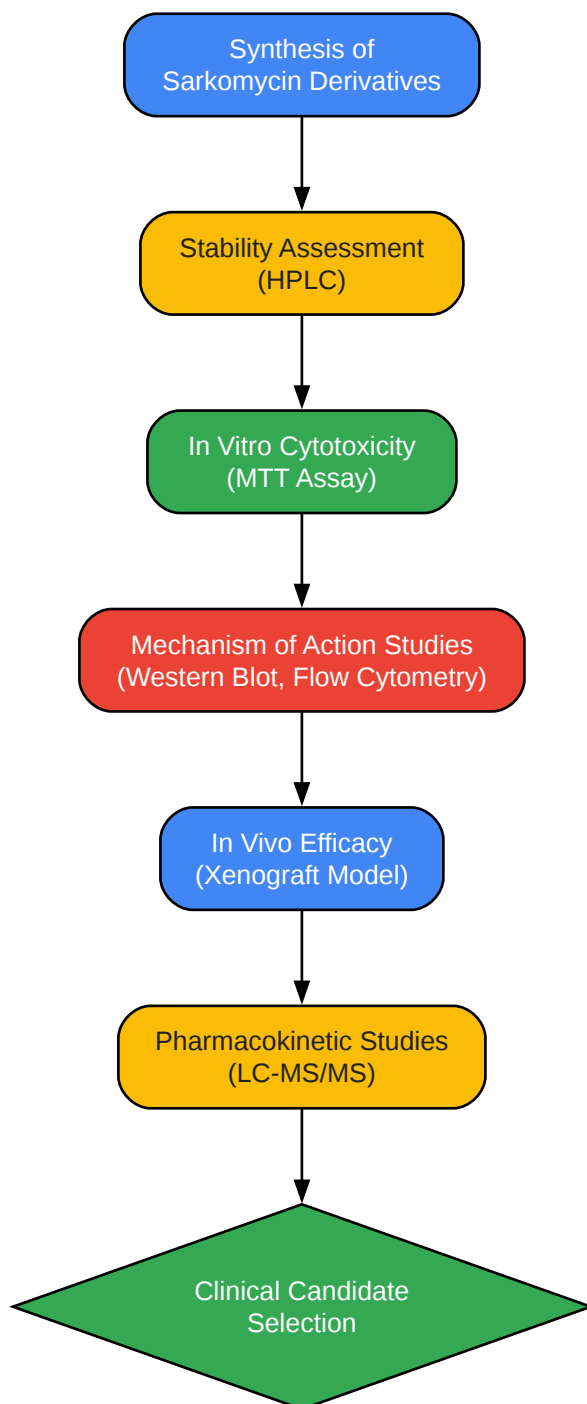 Synthesis of
Sarkomycin Derivatives
Stability Assessment
(HPLC)
In Vitro Cytotoxicity
(MTT Assay)
Mechanism of Action Studies
(Western Blot, Flow Cytometry)
In Vivo Efficacy
(Xenograft Model)
Pharmacokinetic Studies
(LC-MS/MS)
Clinical Candidate
Selection